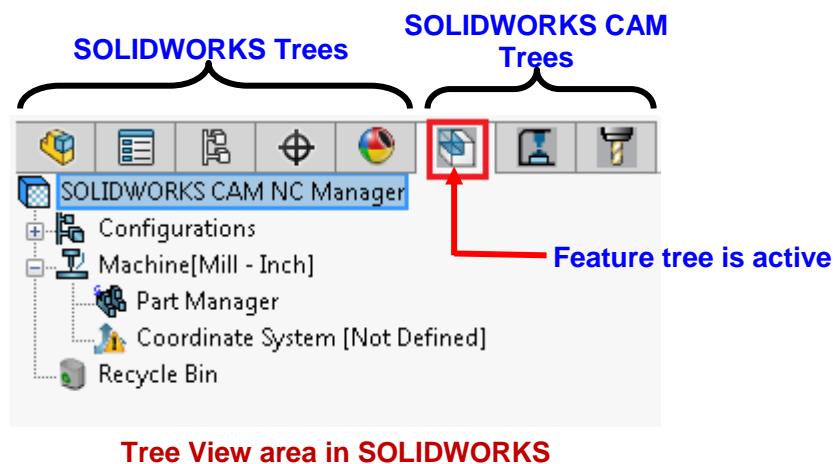 SOLIDWORKS Trees
SOLIDWORKS CAM
Trees
SOLIDWORKS CAM NC Manager
Configurations
Machine[Mill - Inch]
Part Manager
Coordinate System [Not Defined]
Recycle Bin
Feature tree is active
Tree View area in SOLIDWORKS